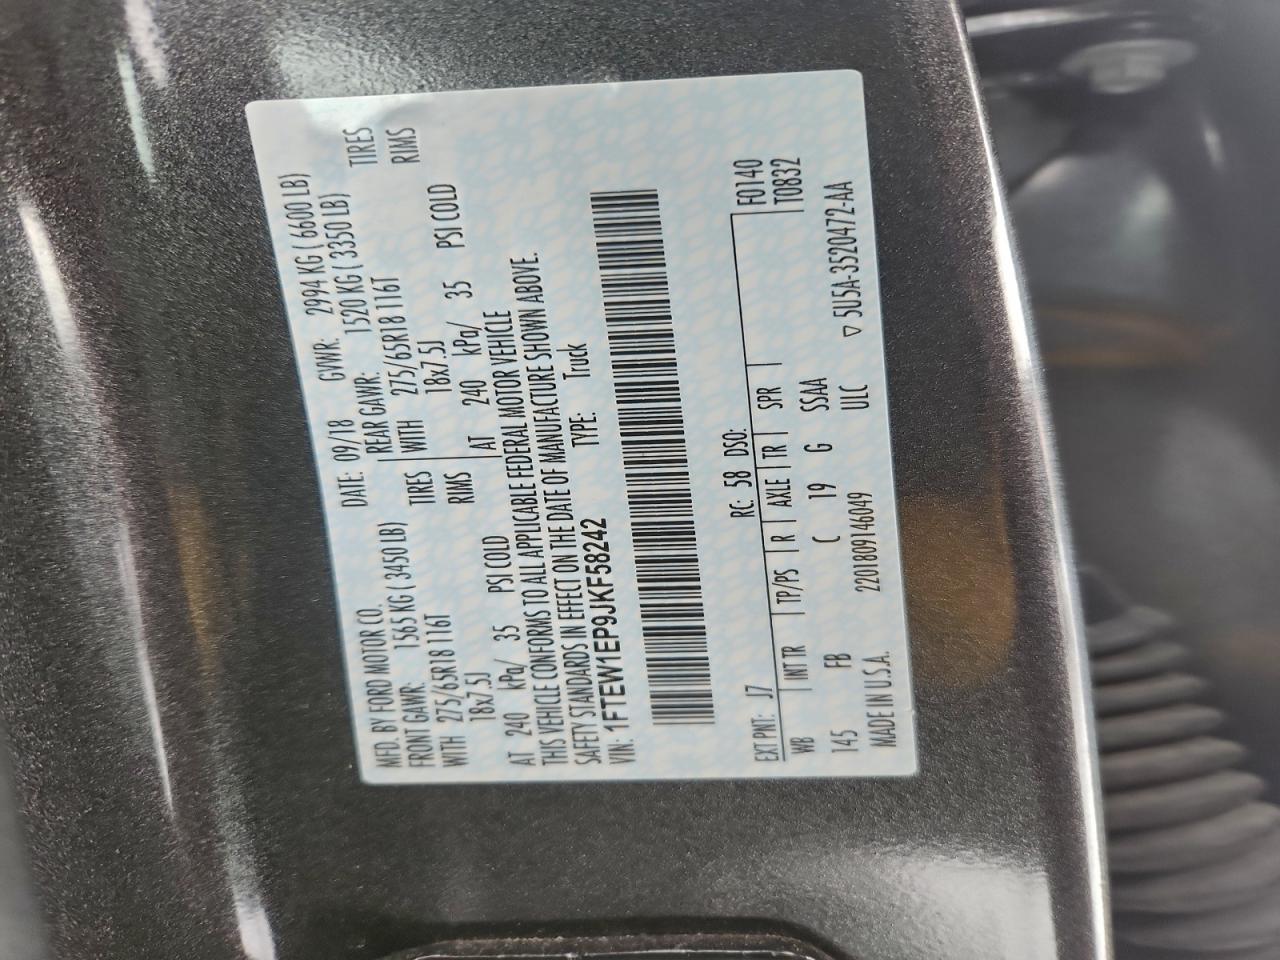 MFD. BY FORD MOTOR CO.
DATE: 09/18 GVWR: 2994 KG ( 6600 LB)
FRONT GAWR: 1565 KG ( 3450 LB)
REAR GAWR: 1520 KG ( 3350 LB)
WITH 275/65R18 116T TIRES
WITH 275/65R18 116T TIRES
18x7.5J RIMS
18x7.5J RIMS
AT 240 kPa/ 35 PSI COLD
AT 240 kPa/ 35 PSI COLD
THIS VEHICLE CONFORMS TO ALL APPLICABLE FEDERAL MOTOR VEHICLE
SAFETY STANDARDS IN EFFECT ON THE DATE OF MANUFACTURE SHOWN ABOVE.
VIN: 1FTEW1EP9JKF58242 TYPE: Truck
EXT PNT: J7 RC: 58 DSO: F0140
WB INT TR TP/PS R AXLE TR SPR T0832
145 FB C 19 G SSAA
MADE IN U.S.A. 2201809146049 ULC ▽ 5U5A-3520472-AA